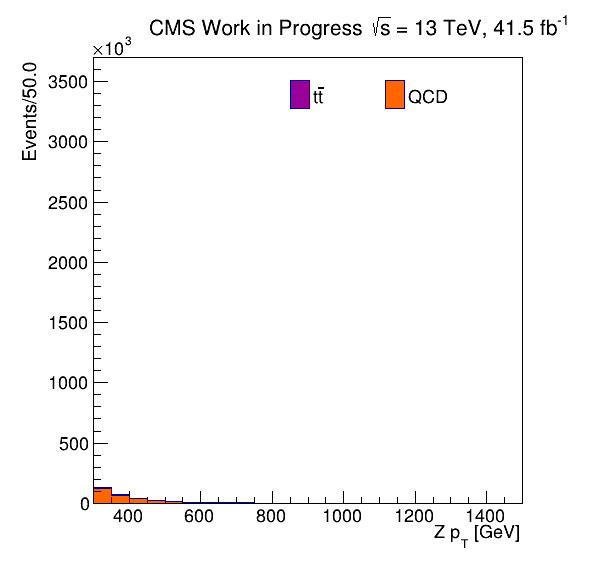 CMS Work in Progress √s = 13 TeV, 41.5 fb⁻¹
×10³
Events/50.0
3500
3000
2500
2000
1500
1000
500
0
tt̄
QCD
400 600 800 1000 1200 1400
Z p_T [GeV]